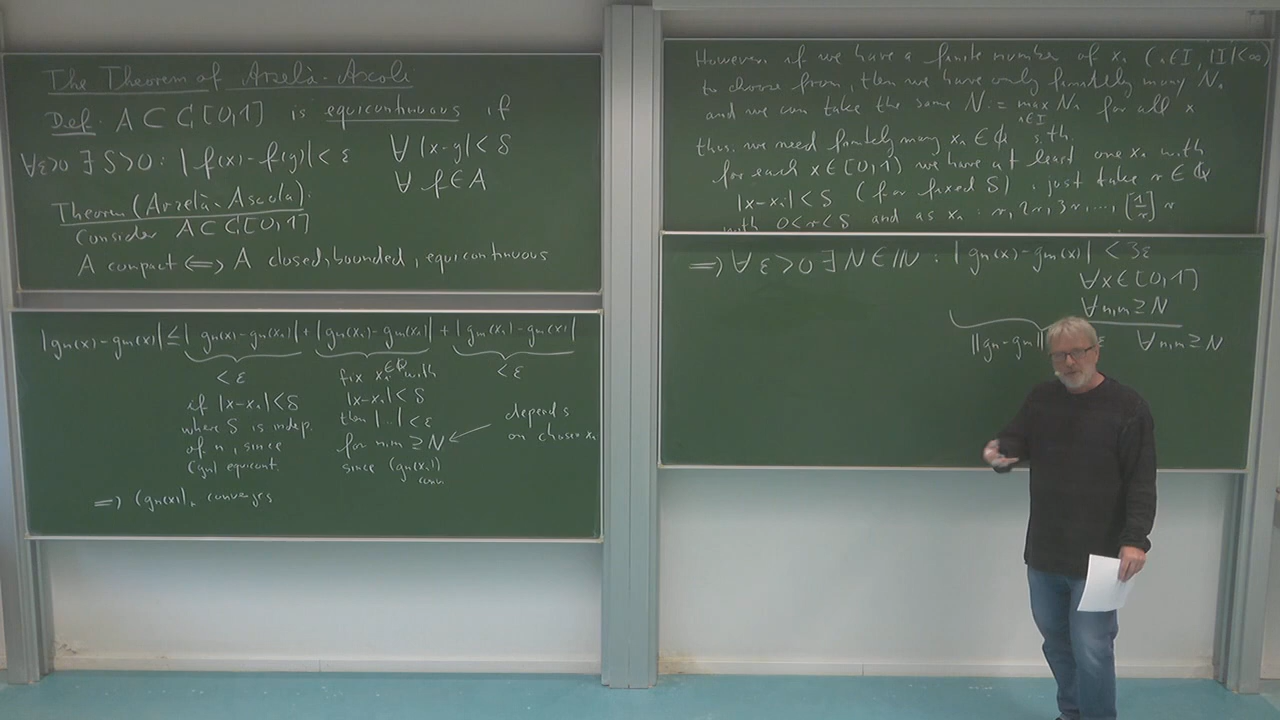 The Theorem of Arzelà-Ascoli
Def. A ⊂ C[0,1] is equicontinuous if
∀ε>0 ∃ δ>0: |f(x)-f(y)| < ε ∀ |x-y| < δ
∀ f∈A
Theorem (Arzelà-Ascola):
Consider A ⊂ C[0,1]
A compact ⟺ A closed, bounded, equicontinuous
|gn(x)-gm(x)| ≤ |gn(x)-gn(xr)| + |gn(xr)-gm(xr)| + |gm(xr)-gm(x)|
< ε
if |x-xr| < δ
where δ is indep.
of n, since
(gn) equicont.
fix xr ∈ℚ with
|x-xr| < δ
then |...| < ε
for n,m ≥ N
since (gn(xr))
conv
< ε
depends
on chosen xr
⟹ (gn(x))n converges
However, if we have a finite number of xr (r∈I, |I|<∞)
to choose from, then we have only finitely many Nr
and we can take the same N := max Nr for all x
r∈I
thus: we need finitely many xr ∈ ℚ s.th.
for each x∈[0,1] we have at least one xr with
|x-xr| < δ (for fixed δ): just take r ∈ ℚ
with 0<r<δ and as xr: r, 2r, 3r, ..., [1/r] r
⟹ ∀ ε>0 ∃ N∈ℕ : |gn(x)-gm(x)| < 3ε
∀x∈[0,1]
∀n,m ≥ N
||gn-gm|| ε ∀n,m ≥ N